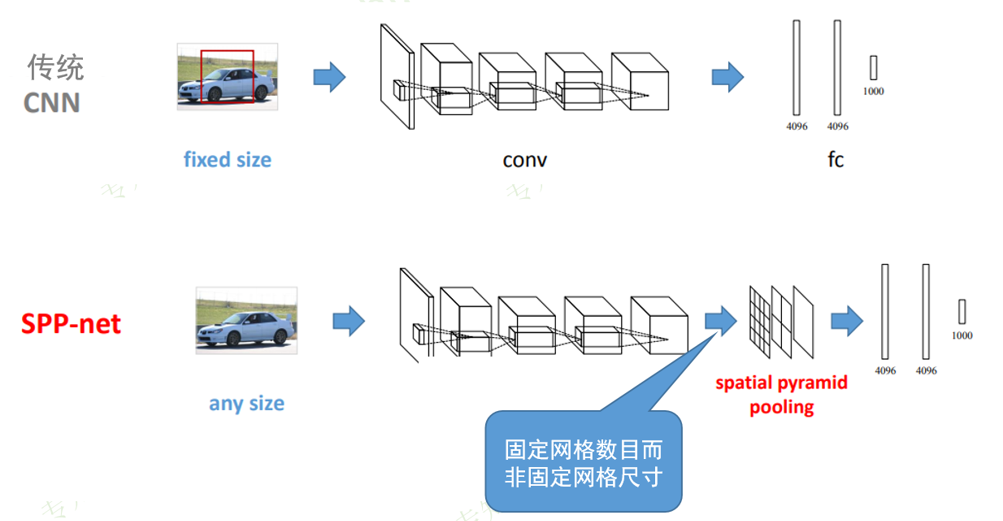 传统
CNN
fixed size
conv
4096
4096
1000
fc
SPP-net
any size
spatial pyramid
pooling
4096
4096
1000
固定网格数目而
非固定网格尺寸